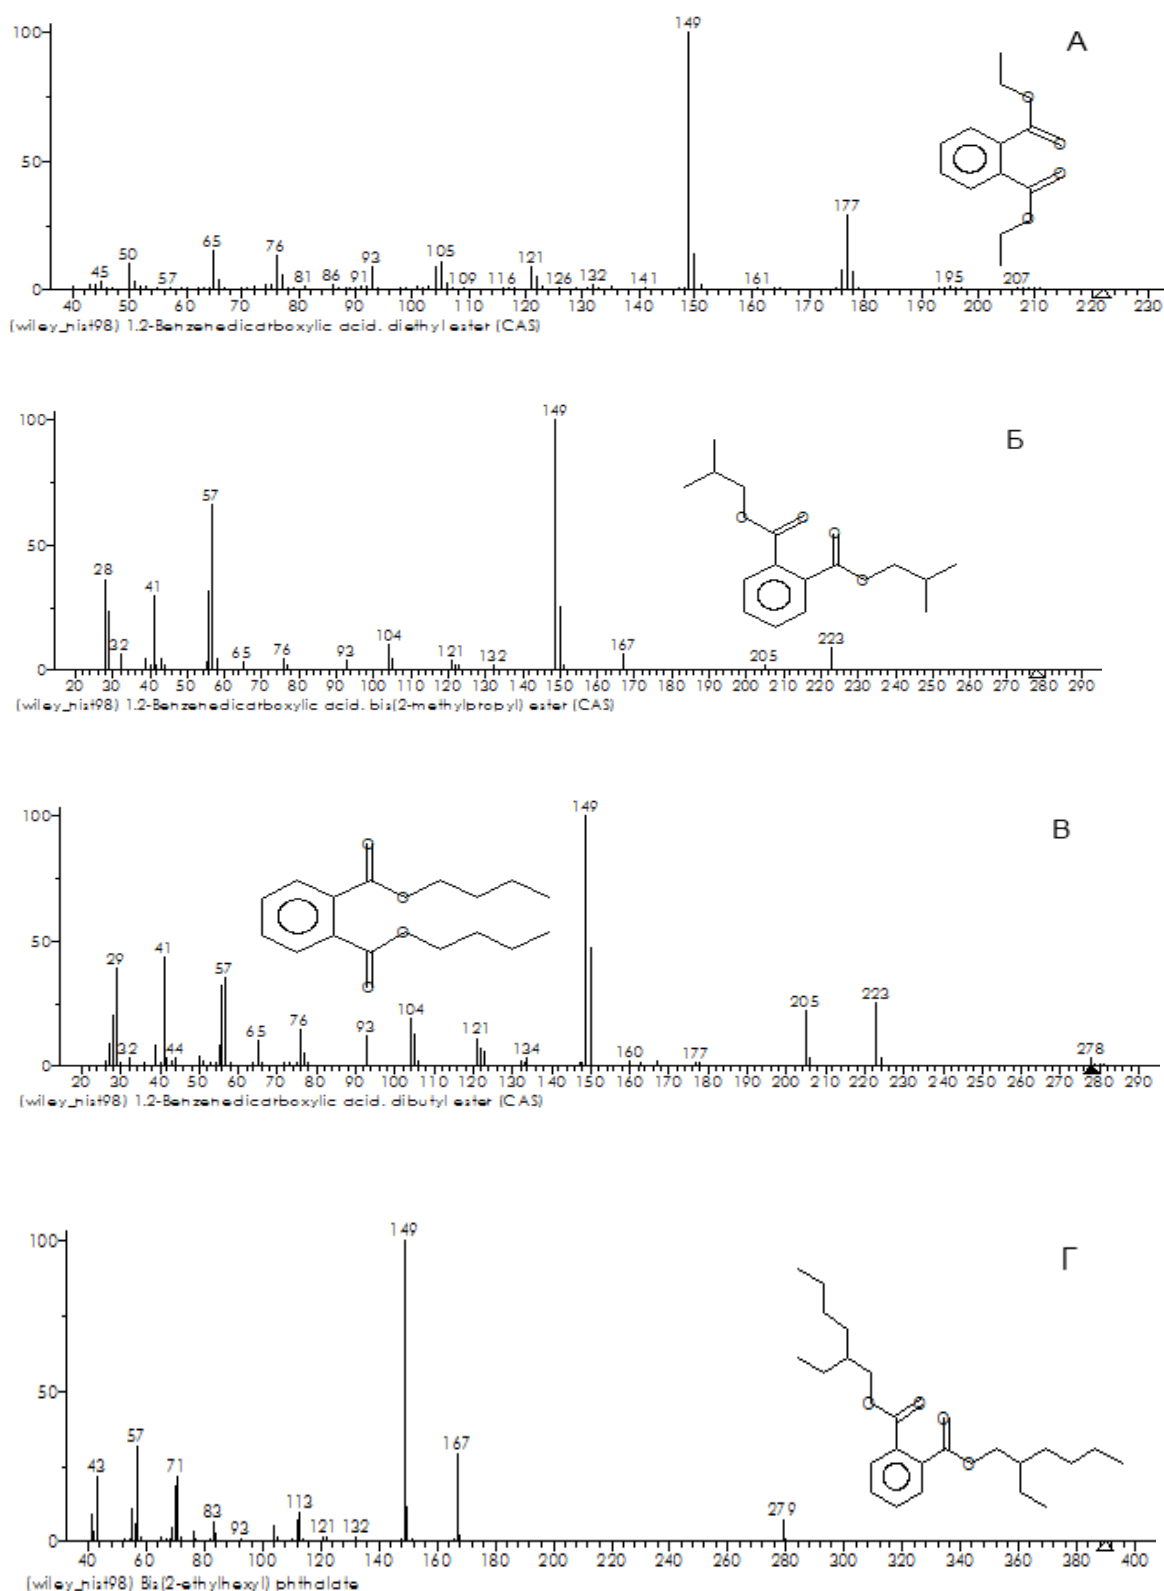 А
100
50
0
149
177
65
76
50
93
105
121
45
57
81
86
91
109
116
126
132
141
161
195
207
O
O
O
O
40 50 60 70 80 90 100 110 120 130 140 150 160 170 180 190 200 210 220 230
(wiley_nist98) 1.2-Benzenedicarboxylic acid. diethyl ester (CAS)
Б
100
50
0
149
57
28
41
32
65
76
93
104
121
132
167
205
223
O
O
O
O
20 30 40 50 60 70 80 90 100 110 120 130 140 150 160 170 180 190 200 210 220 230 240 250 260 270 280 290
(wiley_nist98) 1.2-Benzenedicarboxylic acid. bis(2-methylpropyl) ester (CAS)
В
100
50
0
149
29
41
57
32
44
65
76
93
104
121
134
160
177
205
223
278
O
O
O
O
20 30 40 50 60 70 80 90 100 110 120 130 140 150 160 170 180 190 200 210 220 230 240 250 260 270 280 290
(wiley_nist98) 1.2-Benzenedicarboxylic acid. dibutyl ester (CAS)
Г
100
50
0
149
43
57
71
83
93
113
121
132
167
279
O
O
O
O
40 60 80 100 120 140 160 180 200 220 240 260 280 300 320 340 360 380 400
(wiley_nist98) Bis(2-ethylhexyl) phthalate